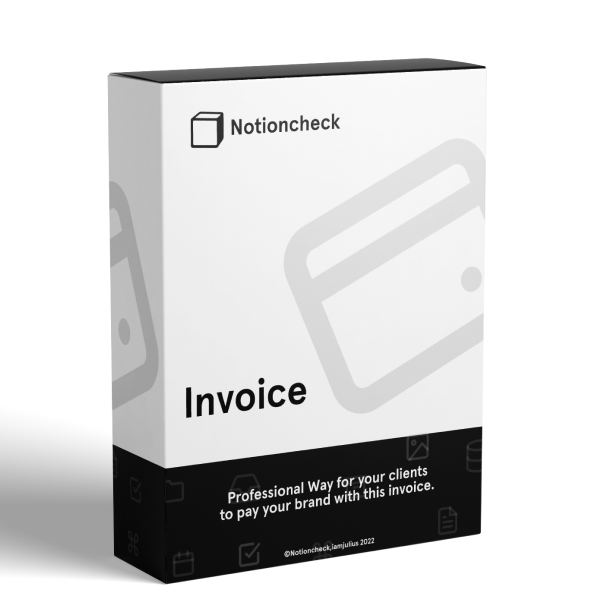 Notioncheck
Invoice
Professional Way for your clients
to pay your brand with this invoice.
©Notioncheck,iamjulius 2022